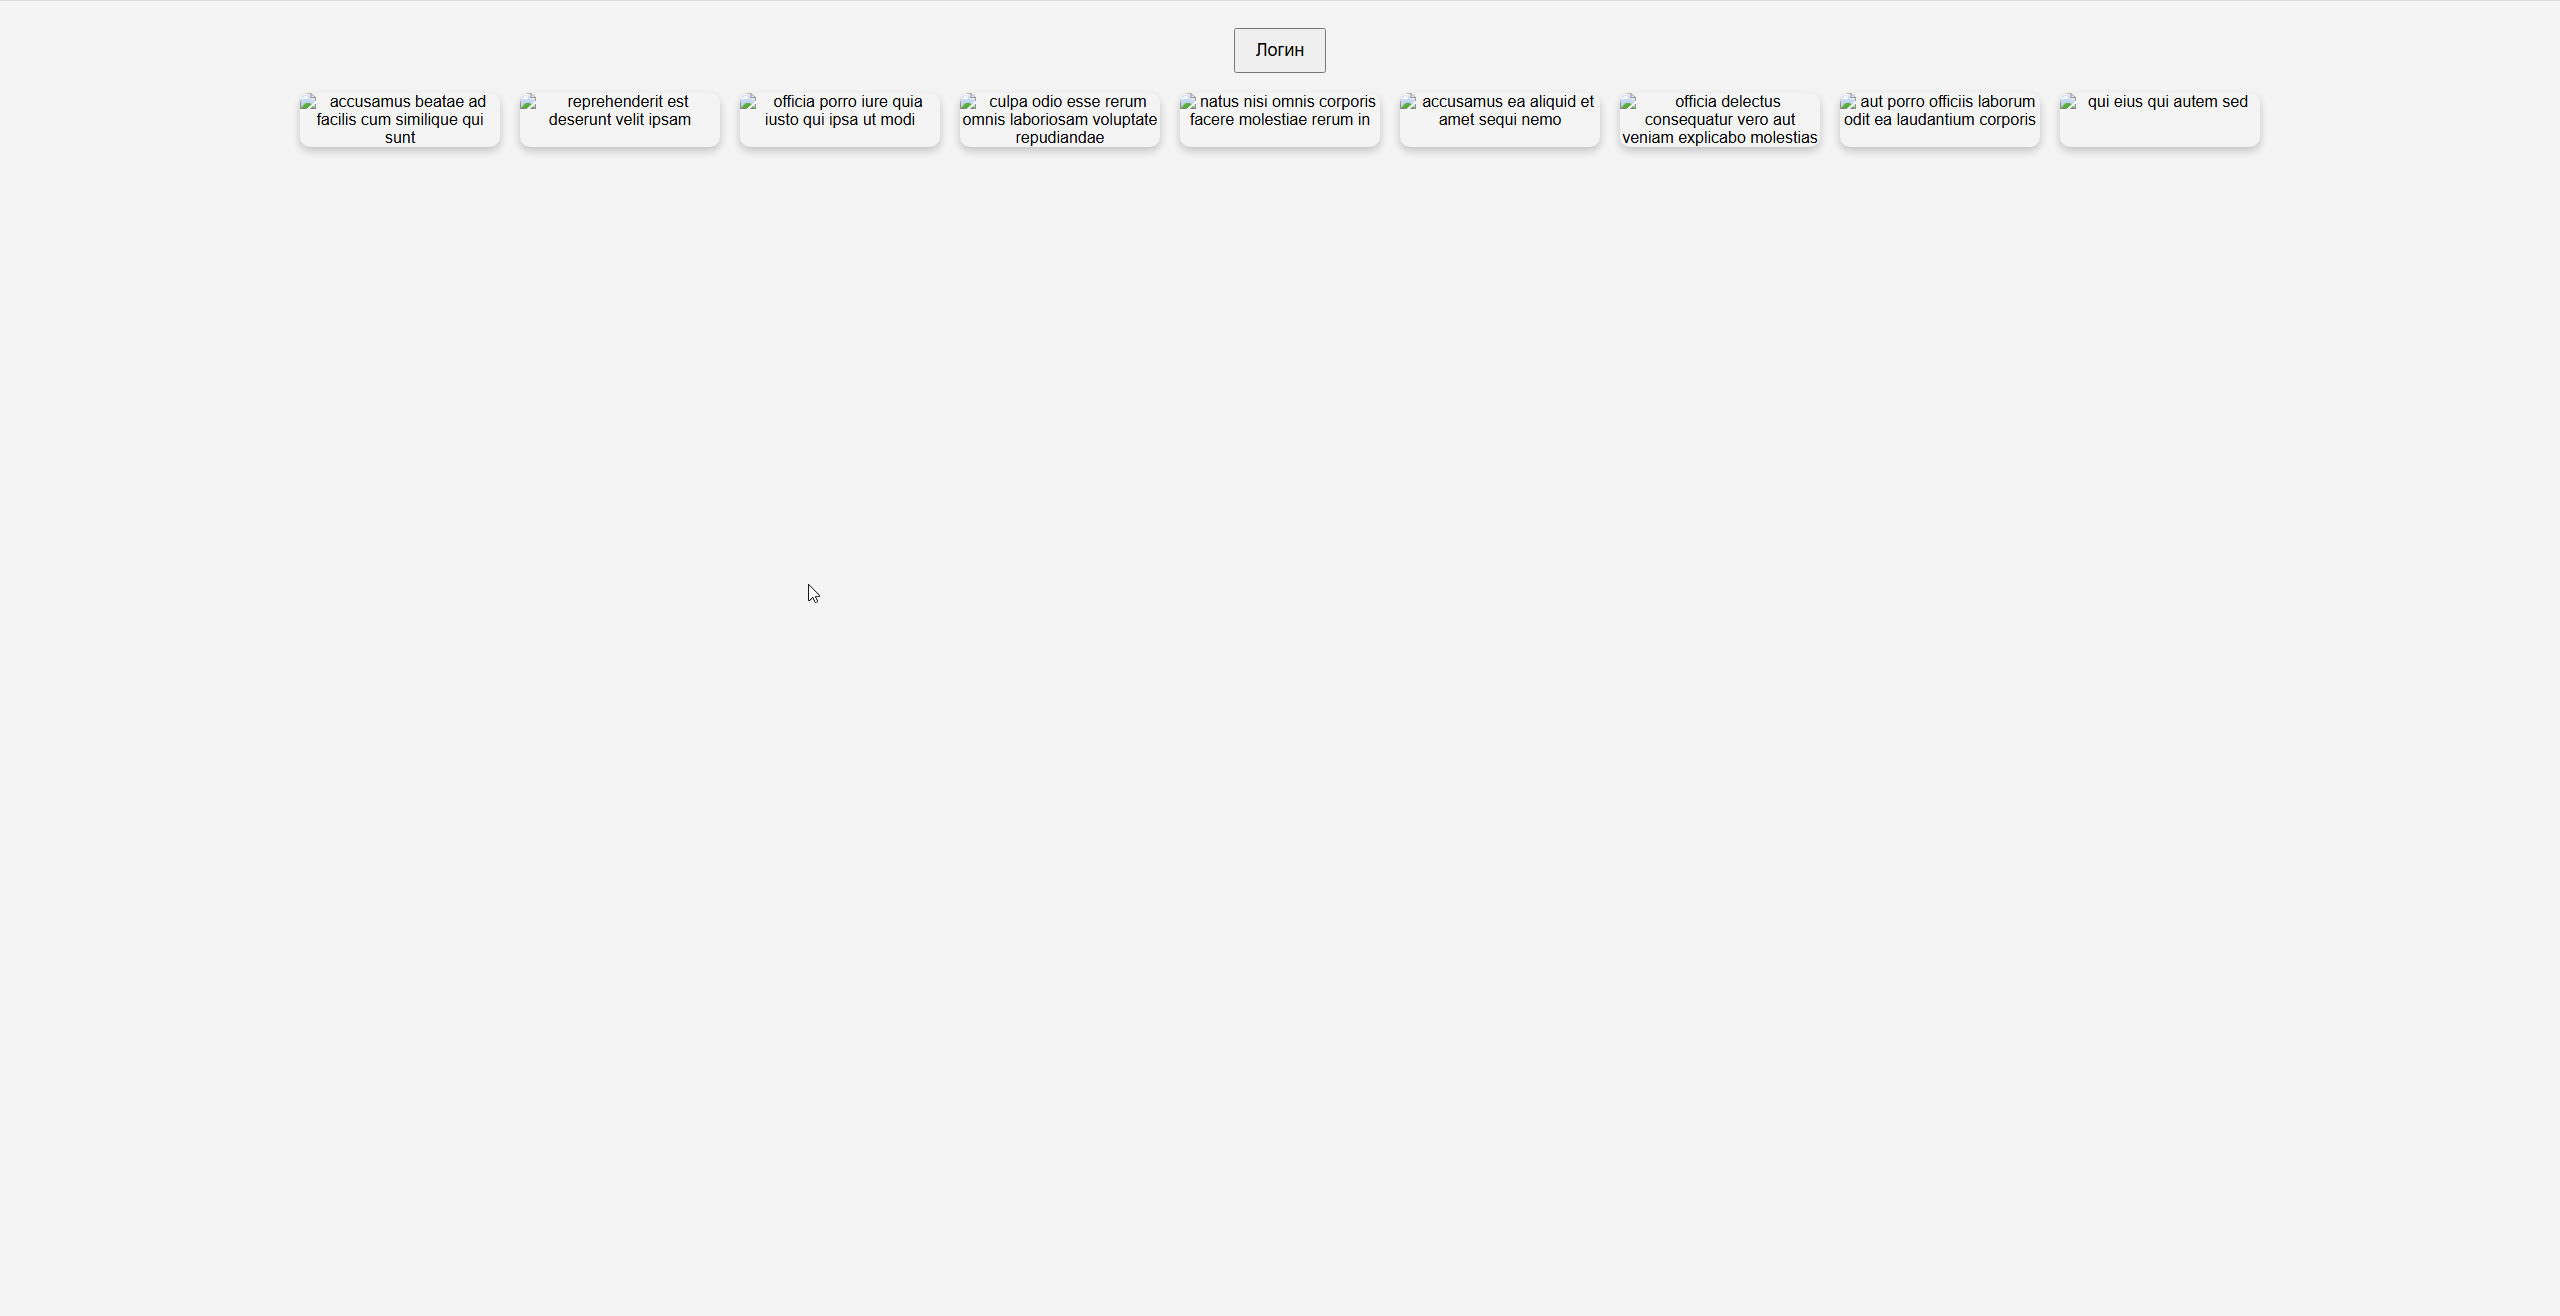 Логин
accusamus beatae ad
facilis cum similique qui
sunt
reprehenderit est
deserunt velit ipsam
officia porro iure quia
iusto qui ipsa ut modi
culpa odio esse rerum
omnis laboriosam voluptate
repudiandae
natus nisi omnis corporis
facere molestiae rerum in
accusamus ea aliquid et
amet sequi nemo
officia delectus
consequatur vero aut
veniam explicabo molestias
aut porro officiis laborum
odit ea laudantium corporis
qui eius qui autem sed